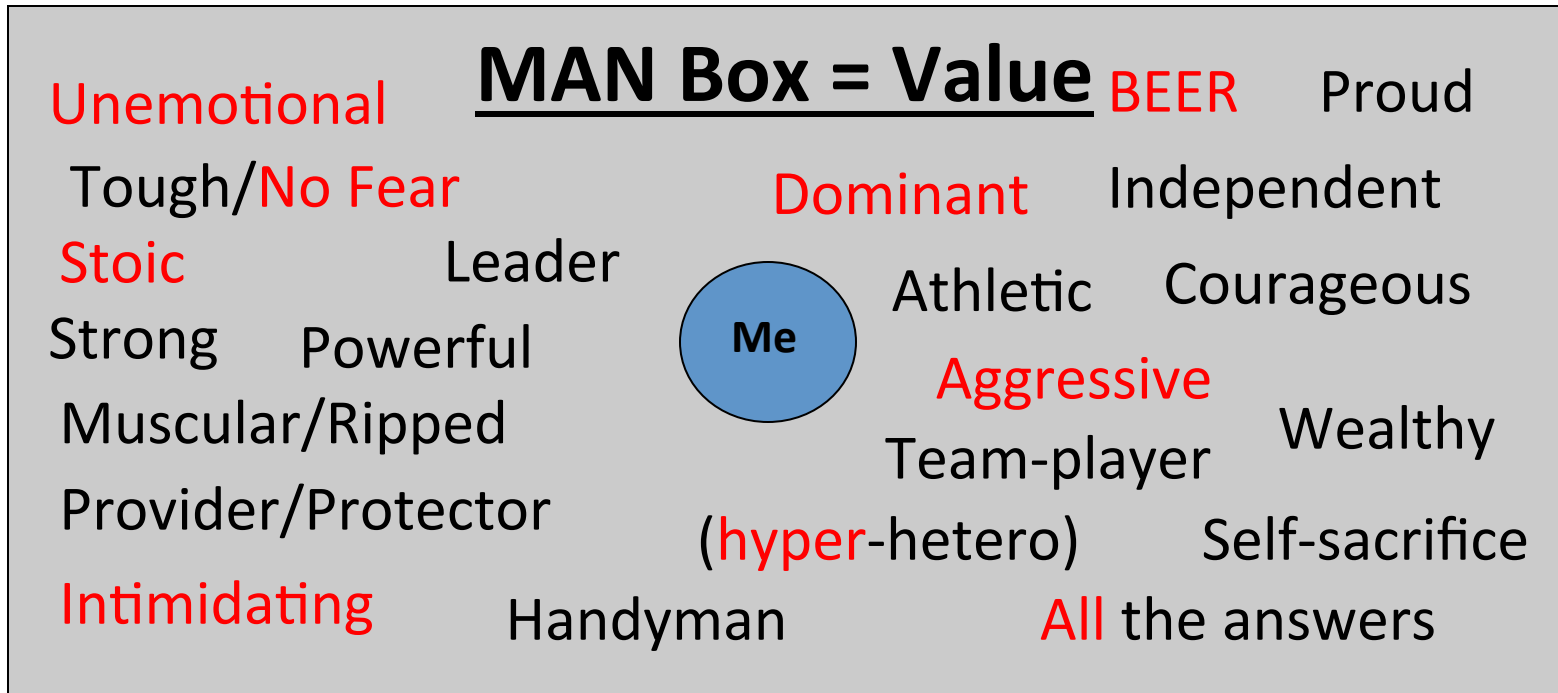 MAN Box = Value
Unemotional
BEER
Proud
Tough/No Fear
Dominant
Independent
Stoic
Leader
Athletic
Courageous
Me
Strong
Powerful
Aggressive
Muscular/Ripped
Wealthy
Team-player
Provider/Protector
(hyper-hetero)
Self-sacrifice
Intimidating
Handyman
All the answers